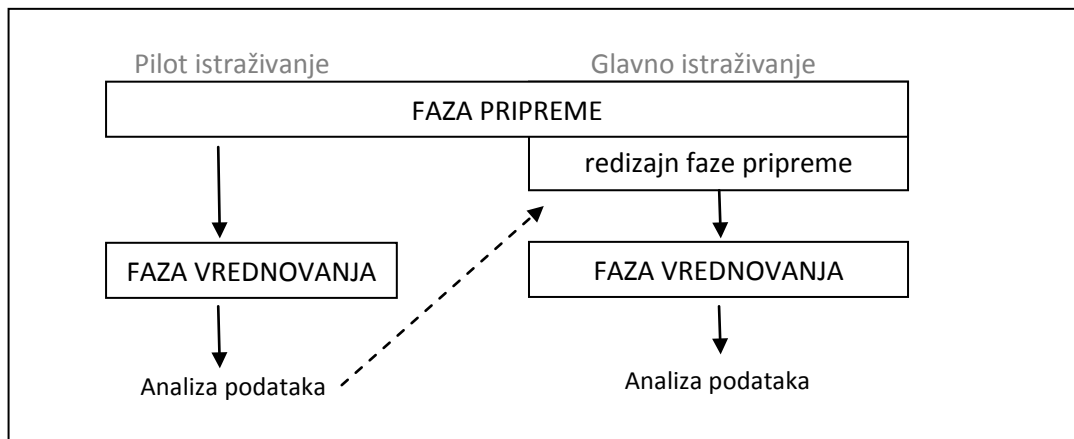 Pilot istraživanje
Glavno istraživanje
FAZA PRIPREME
redizajn faze pripreme
FAZA VREDNOVANJA
FAZA VREDNOVANJA
Analiza podataka
Analiza podataka